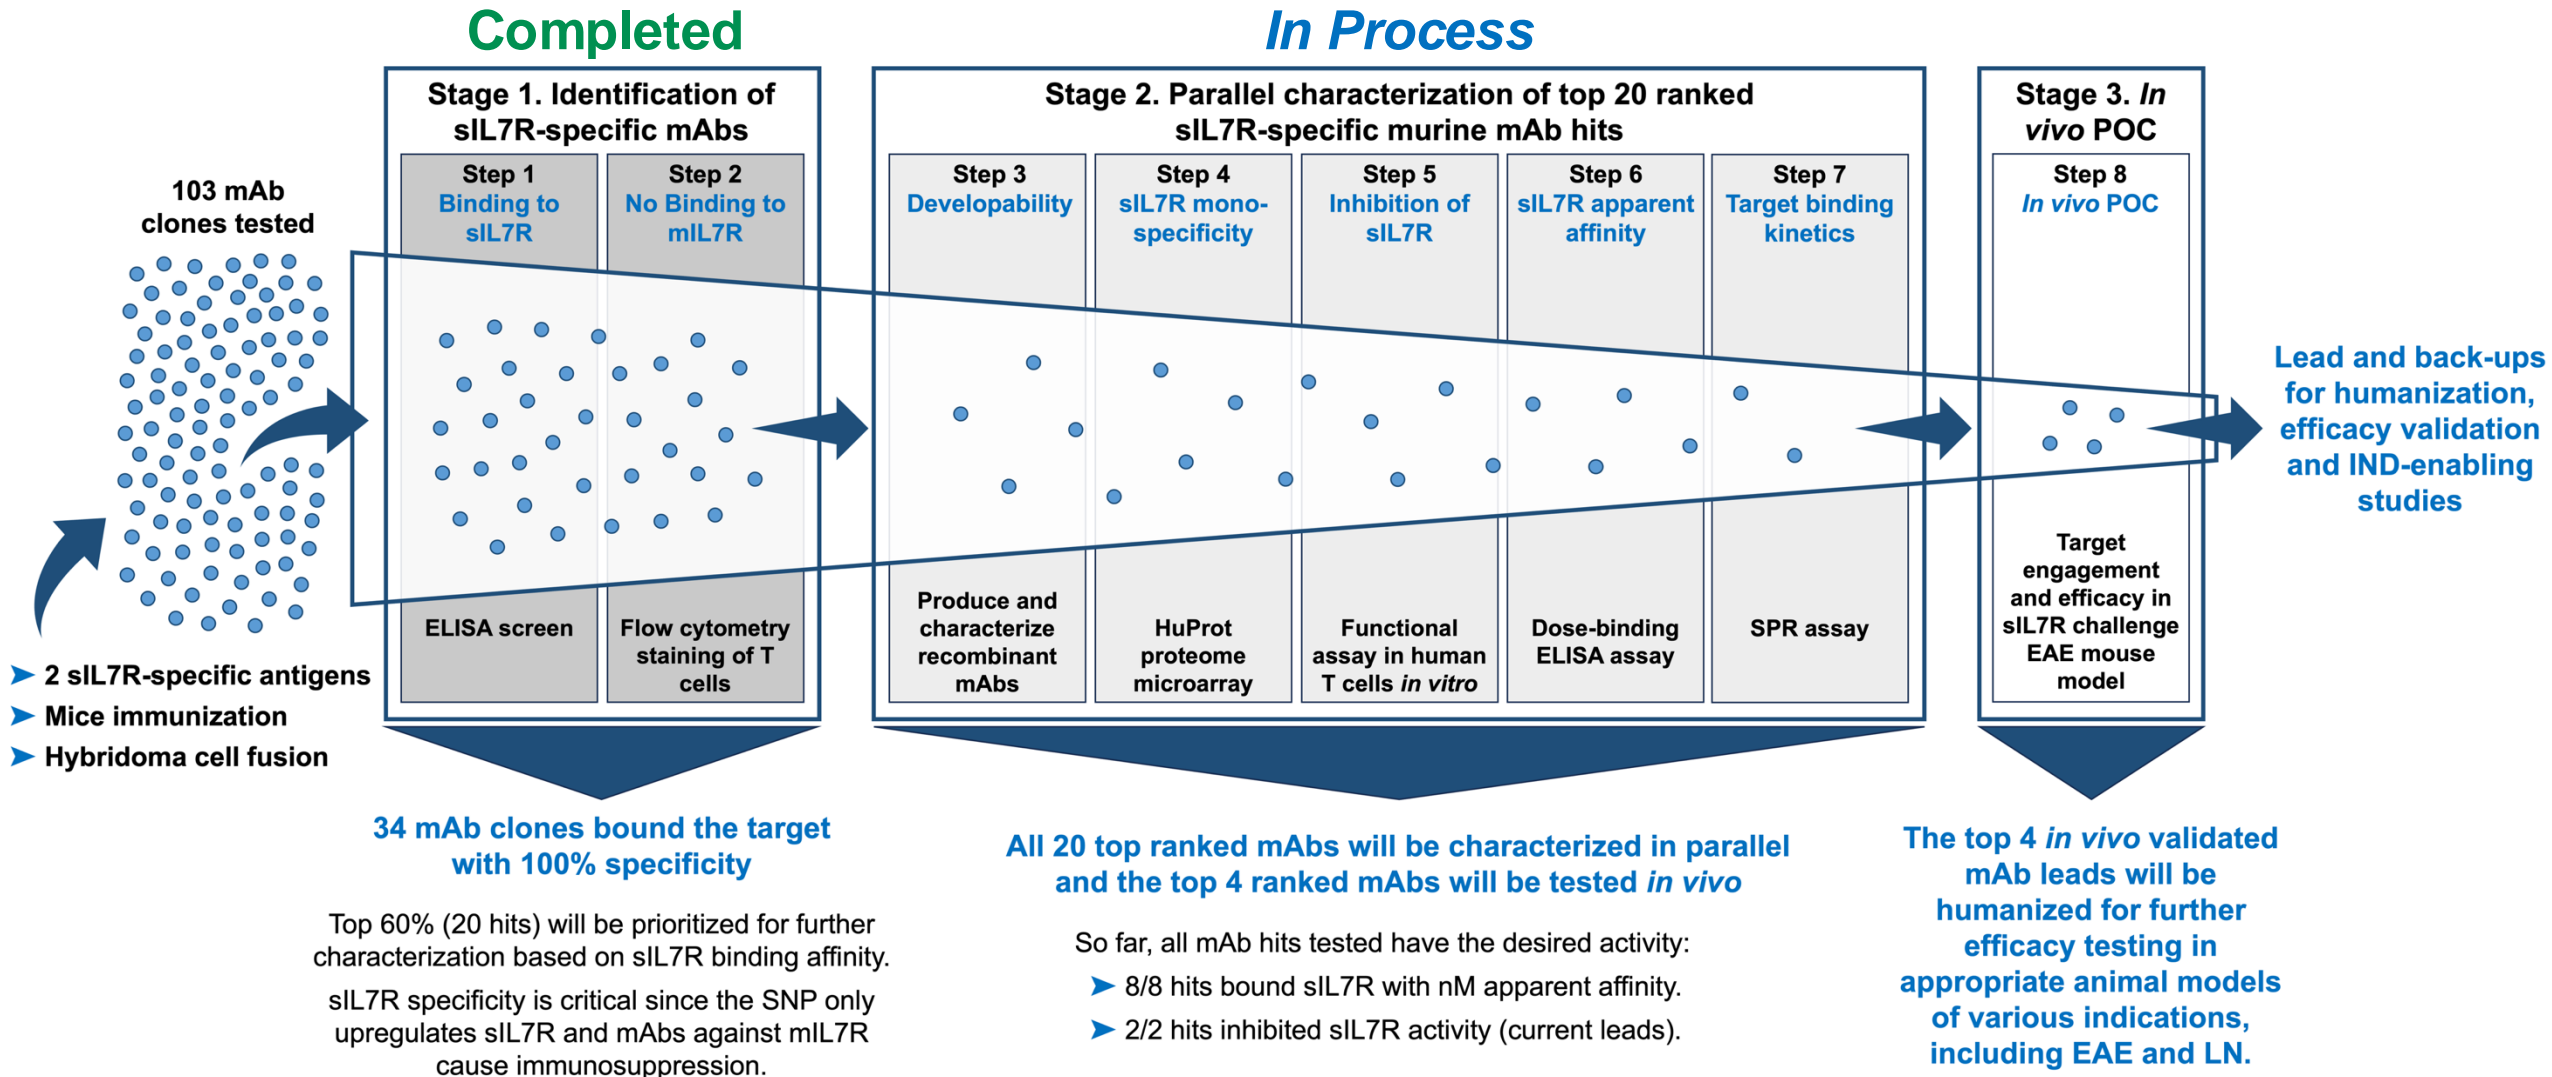 Completed
In Process
103 mAb
clones tested
➤ 2 sIL7R-specific antigens
➤ Mice immunization
➤ Hybridoma cell fusion
Stage 1. Identification of
sIL7R-specific mAbs
Step 1
Binding to
sIL7R
ELISA screen
Step 2
No Binding to
mIL7R
Flow cytometry
staining of T
cells
34 mAb clones bound the target
with 100% specificity
Top 60% (20 hits) will be prioritized for further
characterization based on sIL7R binding affinity.
sIL7R specificity is critical since the SNP only
upregulates sIL7R and mAbs against mIL7R
cause immunosuppression.
Stage 2. Parallel characterization of top 20 ranked
sIL7R-specific murine mAb hits
Step 3
Developability
Produce and
characterize
recombinant
mAbs
Step 4
sIL7R mono-
specificity
HuProt
proteome
microarray
Step 5
Inhibition of
sIL7R
Functional
assay in human
T cells in vitro
Step 6
sIL7R apparent
affinity
Dose-binding
ELISA assay
Step 7
Target binding
kinetics
SPR assay
All 20 top ranked mAbs will be characterized in parallel
and the top 4 ranked mAbs will be tested in vivo
So far, all mAb hits tested have the desired activity:
➤ 8/8 hits bound sIL7R with nM apparent affinity.
➤ 2/2 hits inhibited sIL7R activity (current leads).
Stage 3. In
vivo POC
Step 8
In vivo POC
Target
engagement
and efficacy in
sIL7R challenge
EAE mouse
model
The top 4 in vivo validated
mAb leads will be
humanized for further
efficacy testing in
appropriate animal models
of various indications,
including EAE and LN.
Lead and back-ups
for humanization,
efficacy validation
and IND-enabling
studies